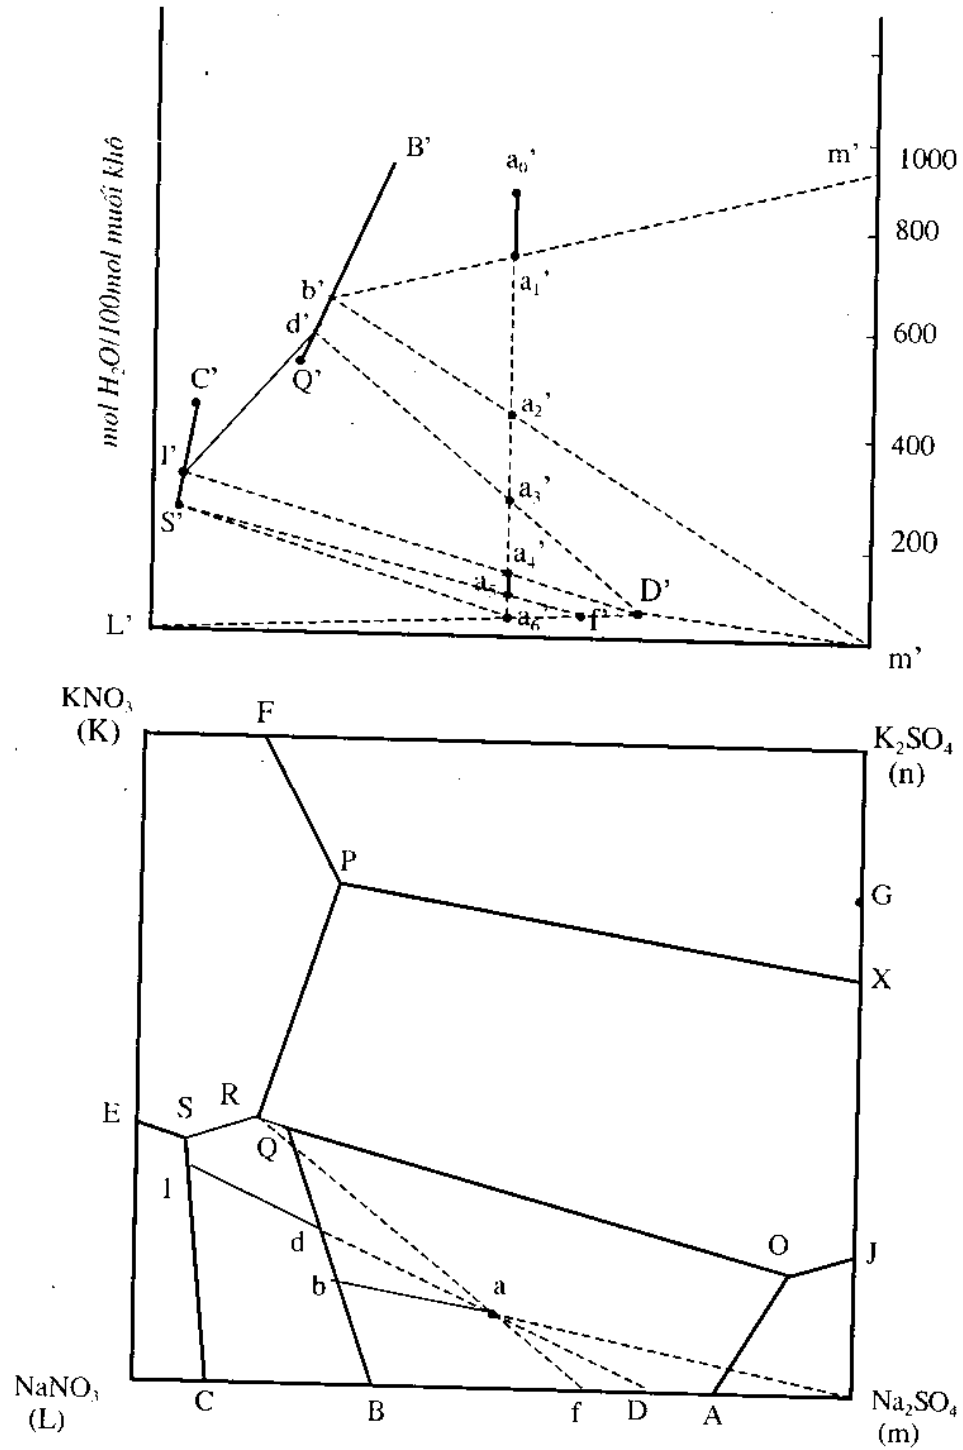 B'
a₀'
m'
1000
mol H₂O/100mol muối khô
a₁'
800
b'
d'
600
Q'
C'
a₂'
400
I'
a₃'
S'
200
a₄'
a₅
D'
L'
a₆
f'
m'
KNO₃
(K)
F
K₂SO₄
(n)
P
G
X
E
S
R
Q
l
d
O
J
b
a
NaNO₃
(L)
C
B
f
D
A
Na₂SO₄
(m)